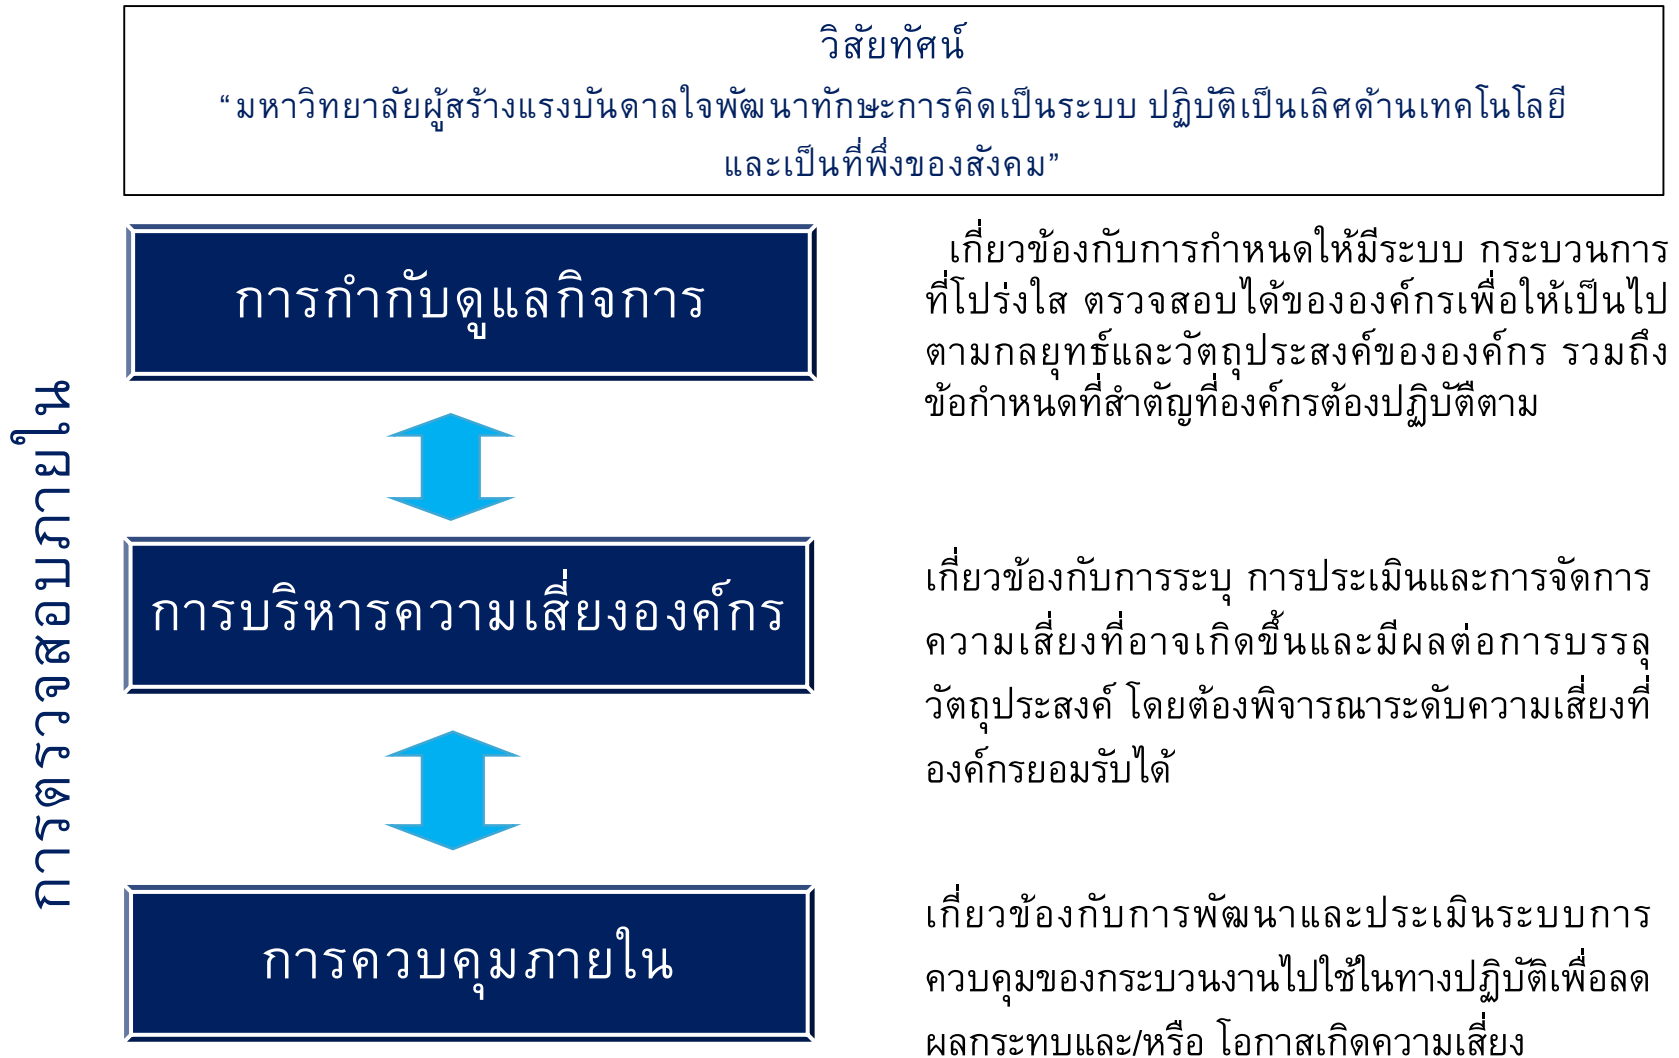 วิสัยทัศน์
“มหาวิทยาลัยผู้สร้างแรงบันดาลใจพัฒนาทักษะการคิดเป็นระบบ ปฏิบัติเป็นเลิศด้านเทคโนโลยี
และเป็นที่พึ่งของสังคม”
การตรวจสอบภายใน
การกำกับดูแลกิจการ
เกี่ยวข้องกับการกำหนดให้มีระบบ กระบวนการ
ที่โปร่งใส ตรวจสอบได้ขององค์กรเพื่อให้เป็นไป
ตามกลยุทธ์และวัตถุประสงค์ขององค์กร รวมถึง
ข้อกำหนดที่สำตัญที่องค์กรต้องปฏิบัตืตาม
การบริหารความเสี่ยงองค์กร
เกี่ยวข้องกับการระบุ การประเมินและการจัดการ
ความเสี่ยงที่อาจเกิดขึ้นและมีผลต่อการบรรลุ
วัตถุประสงค์ โดยต้องพิจารณาระดับความเสี่ยงที่
องค์กรยอมรับได้
การควบคุมภายใน
เกี่ยวข้องกับการพัฒนาและประเมินระบบการ
ควบคุมของกระบวนงานไปใช้ในทางปฏิบัติเพื่อลด
ผลกระทบและ/หรือ โอกาสเกิดความเสี่ยง